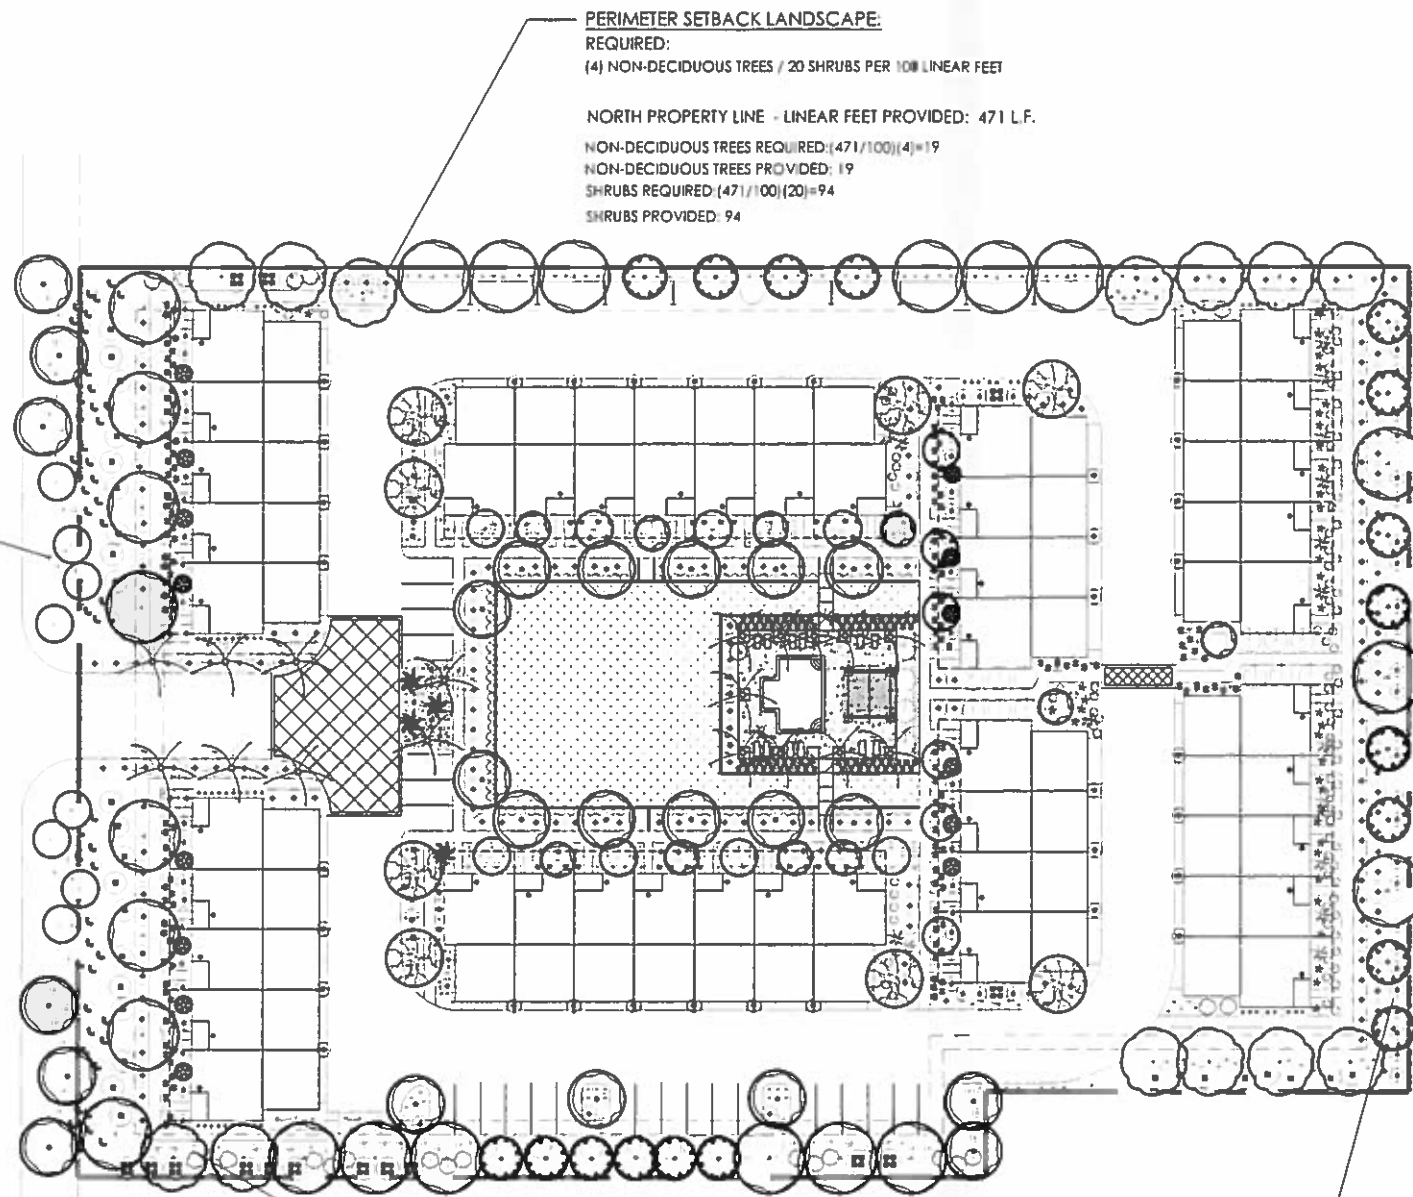 PERIMETER SETBACK LANDSCAPE:
REQUIRED:
(4) NON-DECIDUOUS TREES / 20 SHRUBS PER 100 LINEAR FEET
NORTH PROPERTY LINE - LINEAR FEET PROVIDED: 471 L.F.
NON-DECIDUOUS TREES REQUIRED:(471/100)(4)=19
NON-DECIDUOUS TREES PROVIDED: 19
SHRUBS REQUIRED:(471/100)(20)=94
SHRUBS PROVIDED: 94